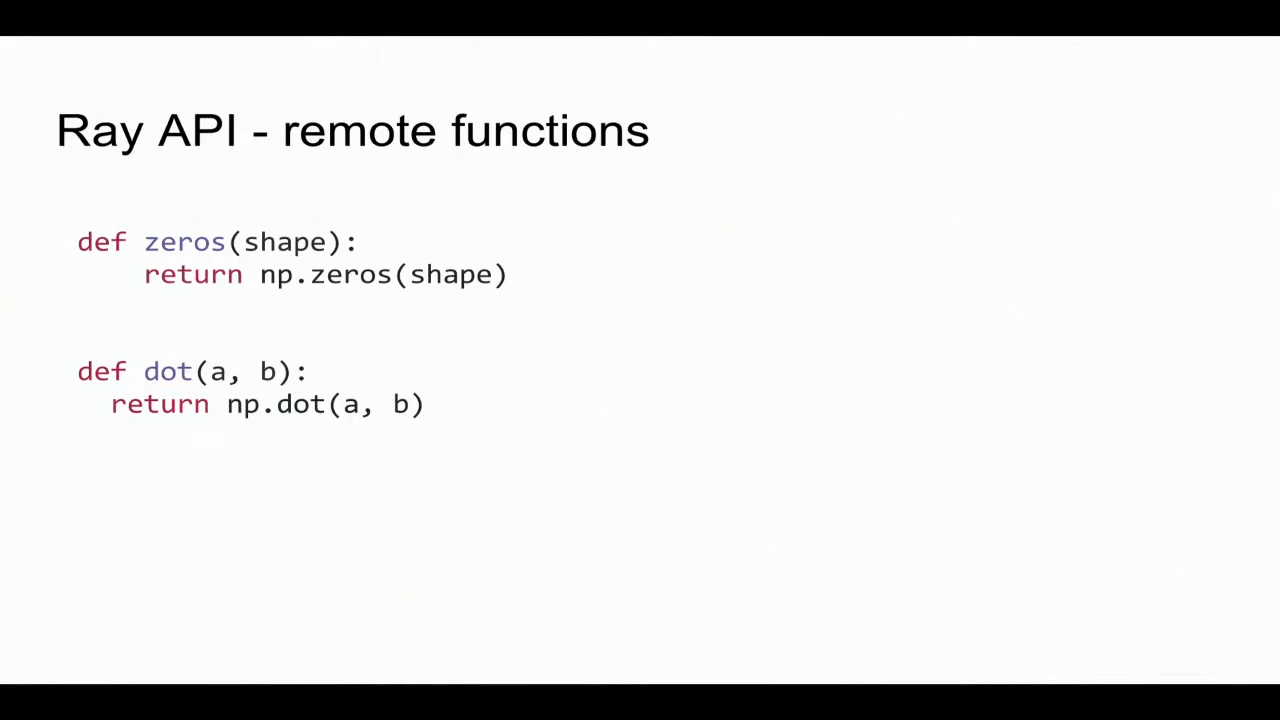 Ray API - remote functions
def zeros(shape):
    return np.zeros(shape)
def dot(a, b):
  return np.dot(a, b)